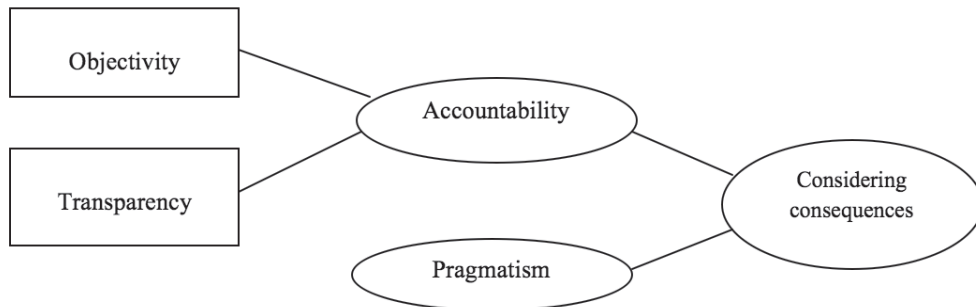 Objectivity
Accountability
Transparency
Considering
consequences
Pragmatism